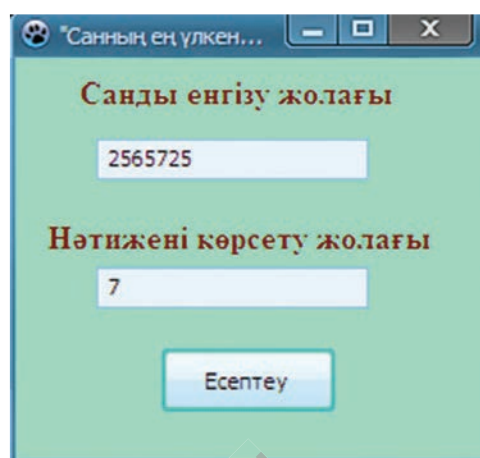 "Санның ең үлкен...
Санды енгізу жолағы
2565725
Нәтижені көрсету жолағы
7
Есептеу